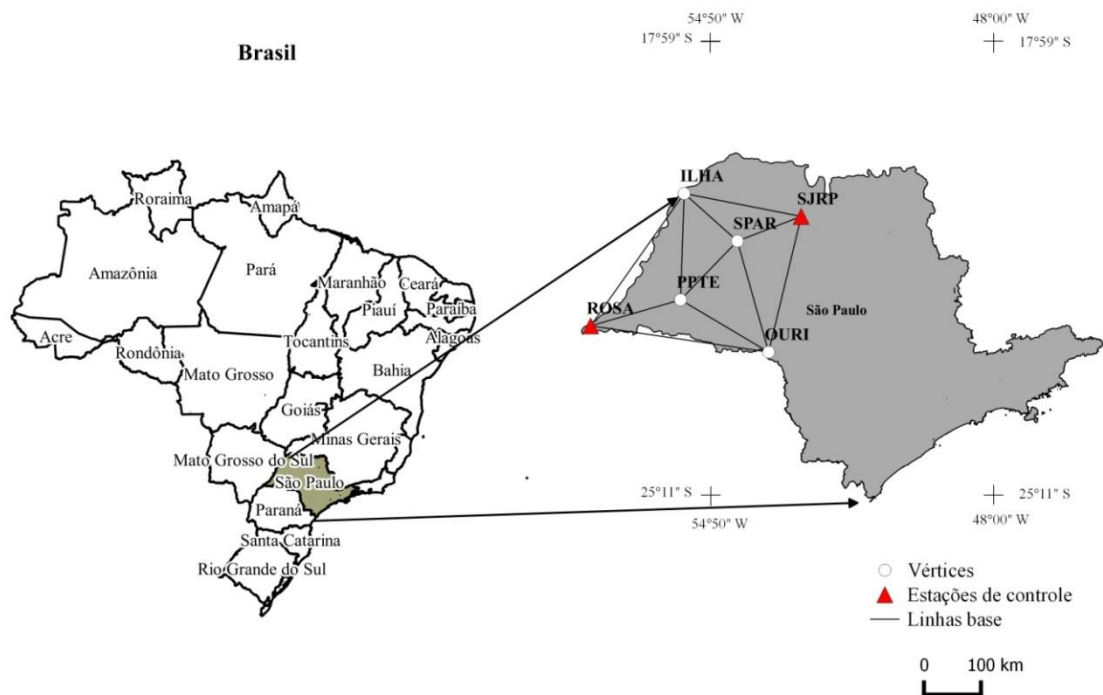 Brasil
54°50" W
48°00" W
17°59" S
17°59" S
Roraima
Amapá
Amazônia
Pará
Maranhão
Ceará
Piauí
Paraíba
Acre
Rondônia
Tocantins
Alagoas
Mato Grosso
Bahia
Goiás
Minas Gerais
Mato Grosso do Sul
São Paulo
Paraná
Santa Catarina
Rio Grande do Sul
ILHA
SJRP
SPAR
PPTE
ROSA
São Paulo
OURI
25°11" S
25°11" S
54°50" W
48°00" W
Vértices
Estações de controle
Linhas base
0 100 km